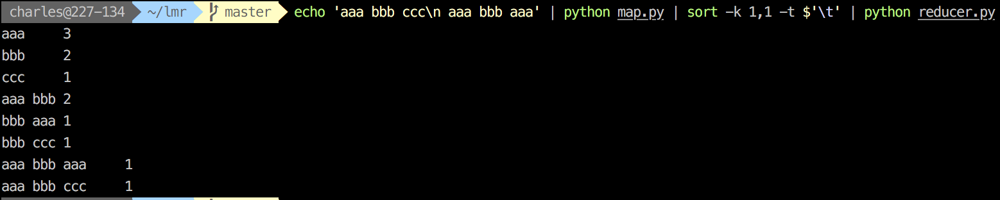 charles@227-134 ~/lmr master echo 'aaa bbb ccc\n aaa bbb aaa' | python map.py | sort -k 1,1 -t $'\t' | python reducer.py
aaa     3
bbb     2
ccc     1
aaa bbb 2
bbb aaa 1
bbb ccc 1
aaa bbb aaa     1
aaa bbb ccc     1